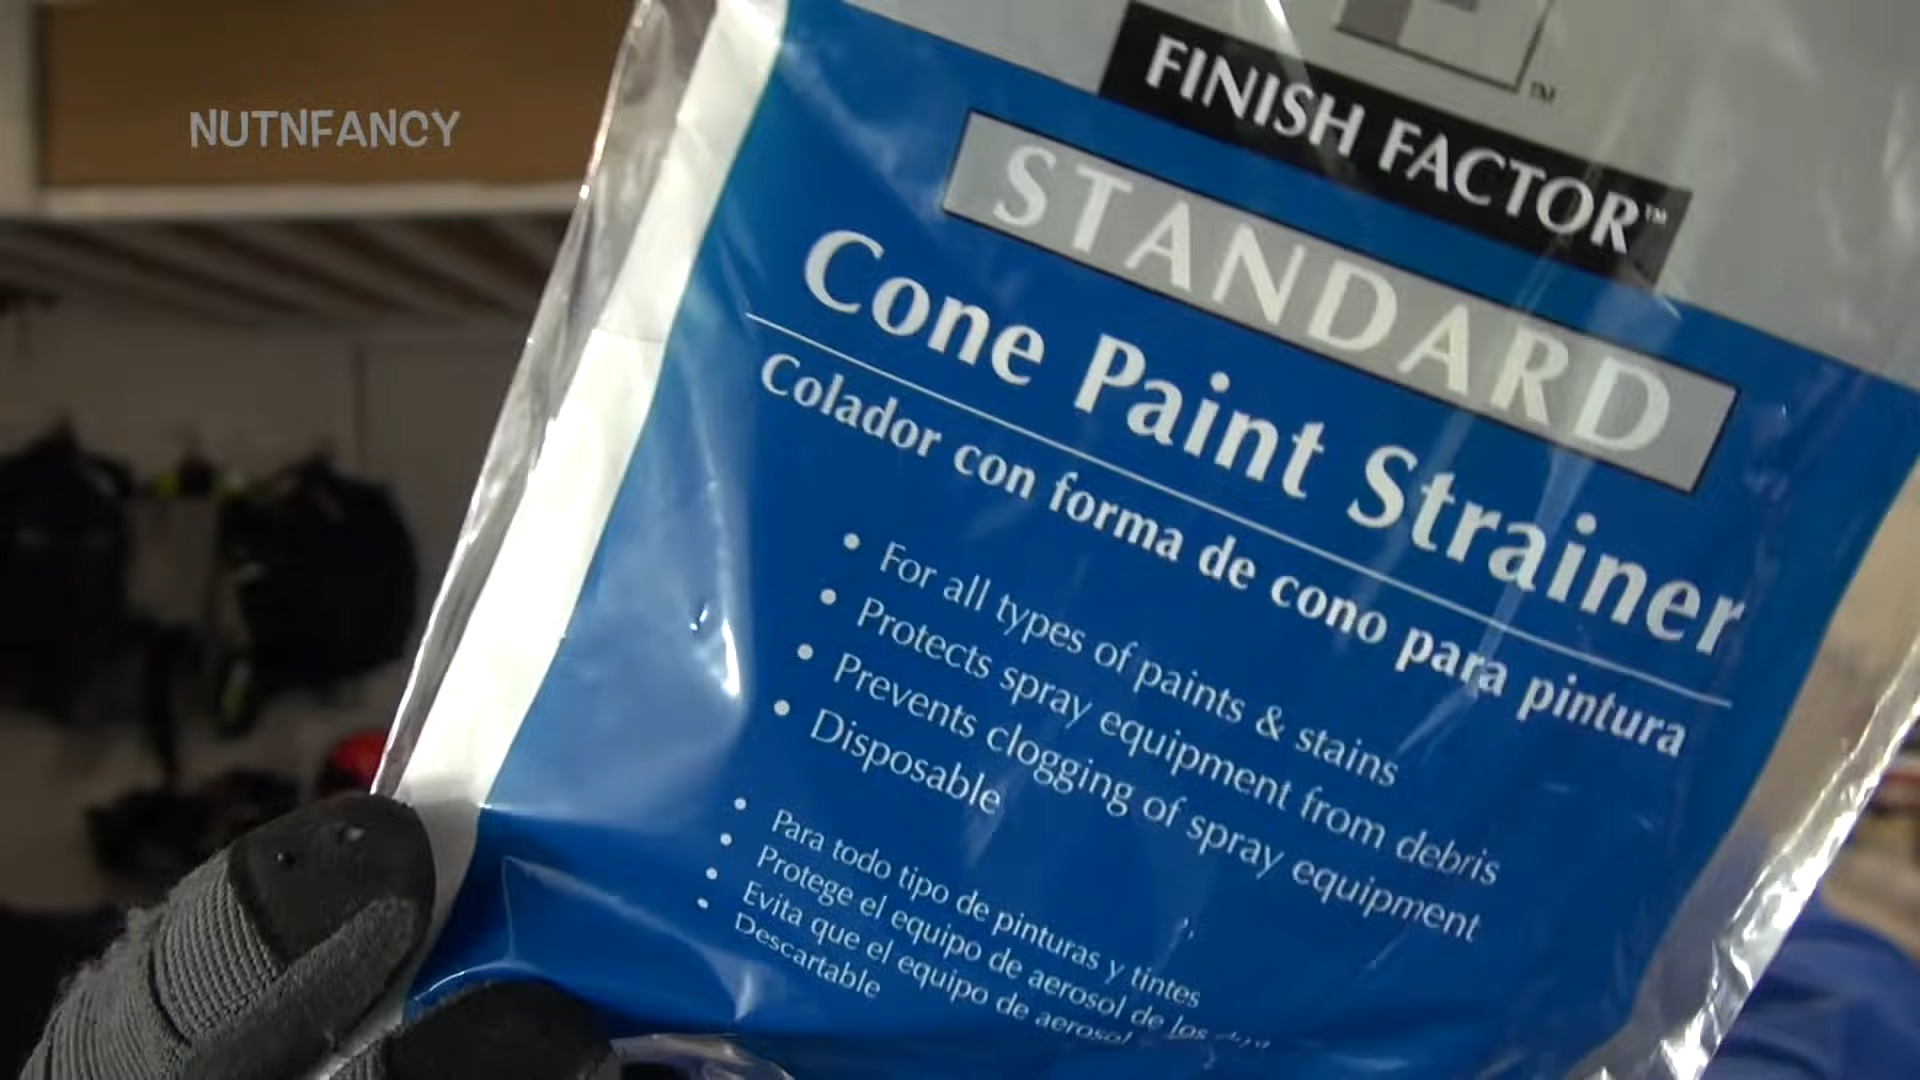 NUTNFANCY
TM
FINISH FACTOR™
STANDARD
Cone Paint Strainer
Colador con forma de cono para pintura
• For all types of paints & stains
• Protects spray equipment from debris
• Prevents clogging of spray equipment
• Disposable
• Para todo tipo de pinturas y tintes
• Protege el equipo de aerosol de los
• Evita que el equipo de aerosol
• Descartable